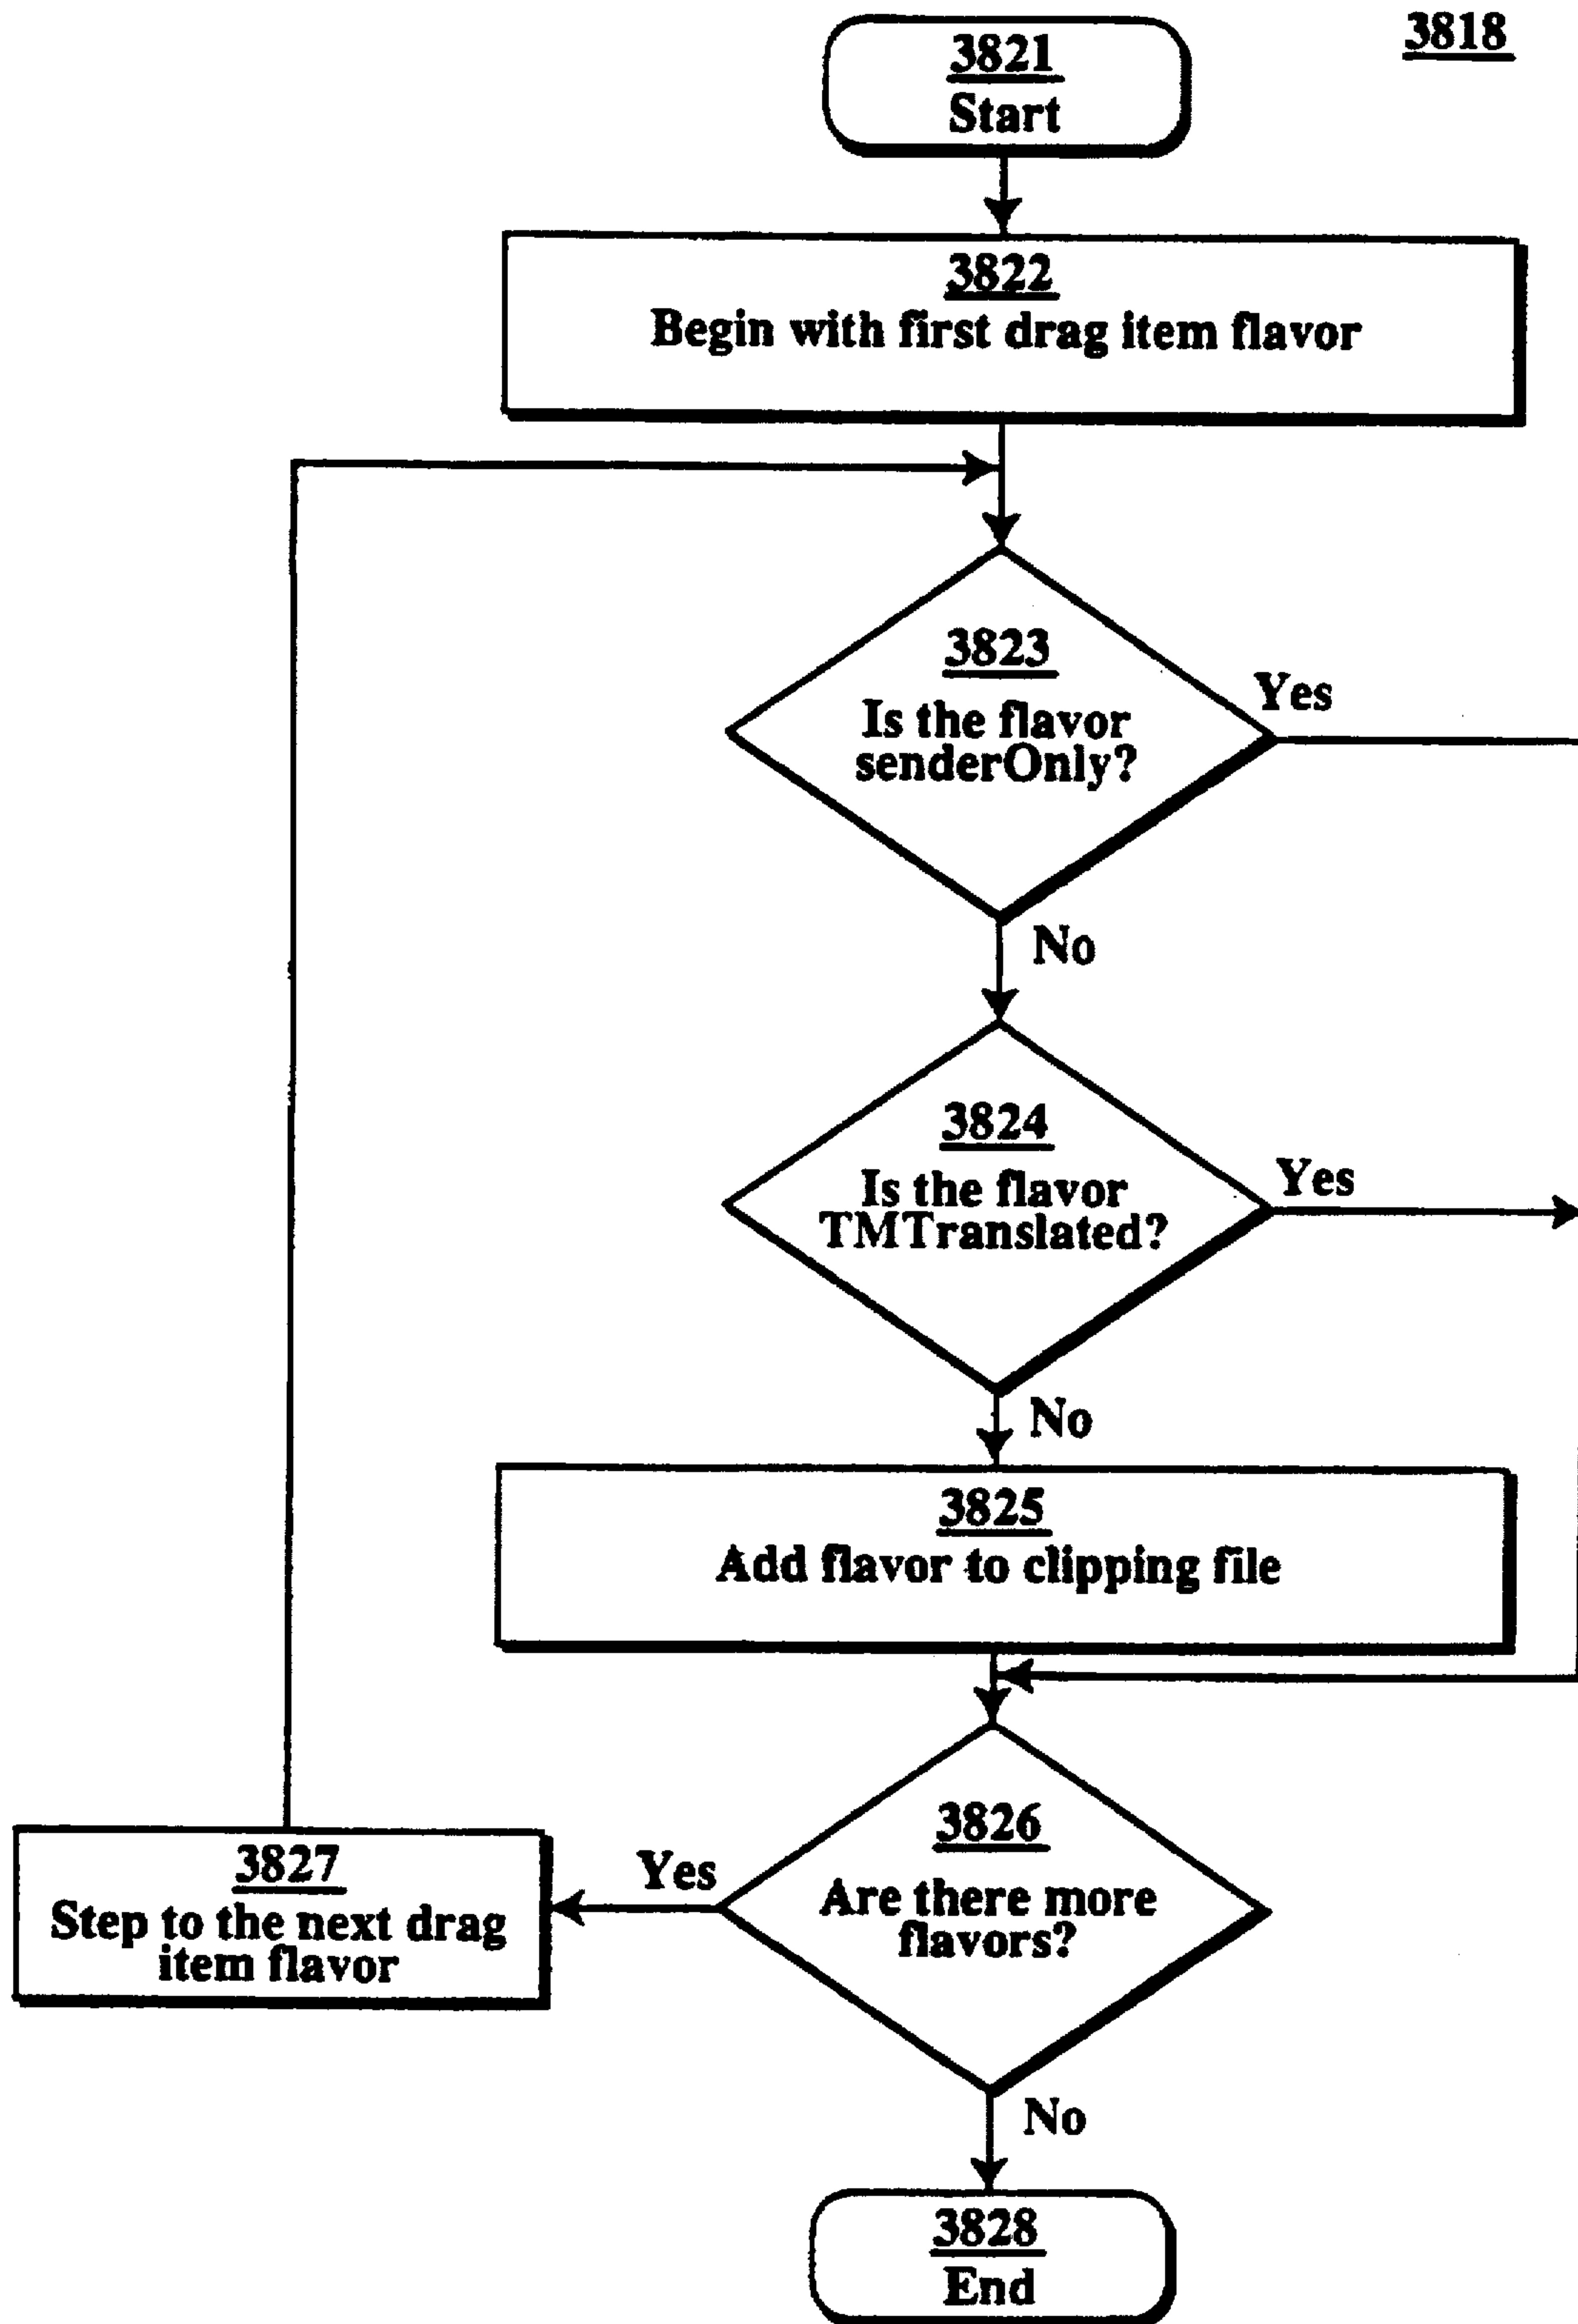 3818
3821
Start
3822
Begin with first drag item flavor
3823
Is the flavor
senderOnly?
Yes
No
3824
Is the flavor
TMTranslated?
Yes
No
3825
Add flavor to clipping file
3826
Are there more
flavors?
Yes
3827
Step to the next drag
item flavor
No
3828
End